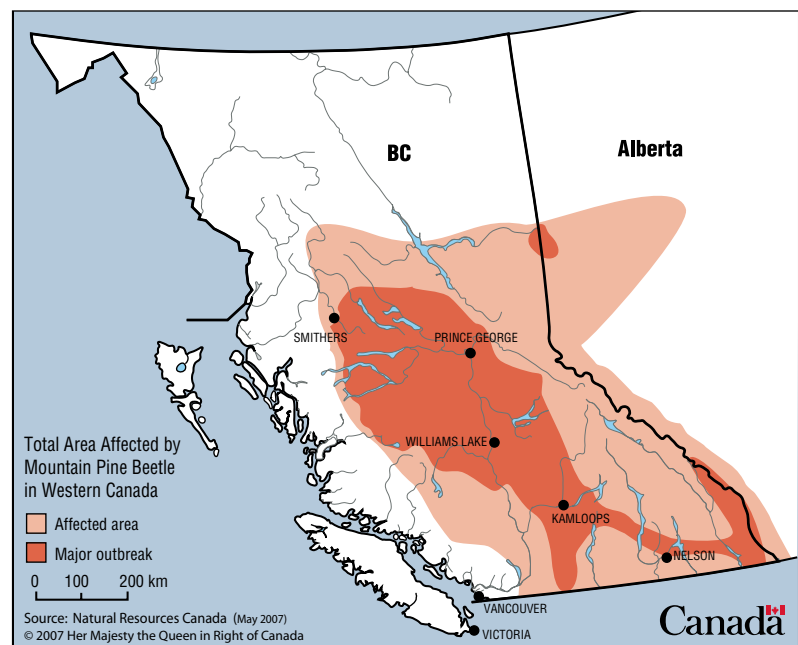 BC
Alberta
SMITHERS
PRINCE GEORGE
WILLIAMS LAKE
KAMLOOPS
NELSON
VANCOUVER
VICTORIA
Total Area Affected by
Mountain Pine Beetle
in Western Canada
Affected area
Major outbreak
0 100 200 km
Source: Natural Resources Canada (May 2007)
© 2007 Her Majesty the Queen in Right of Canada
Canada